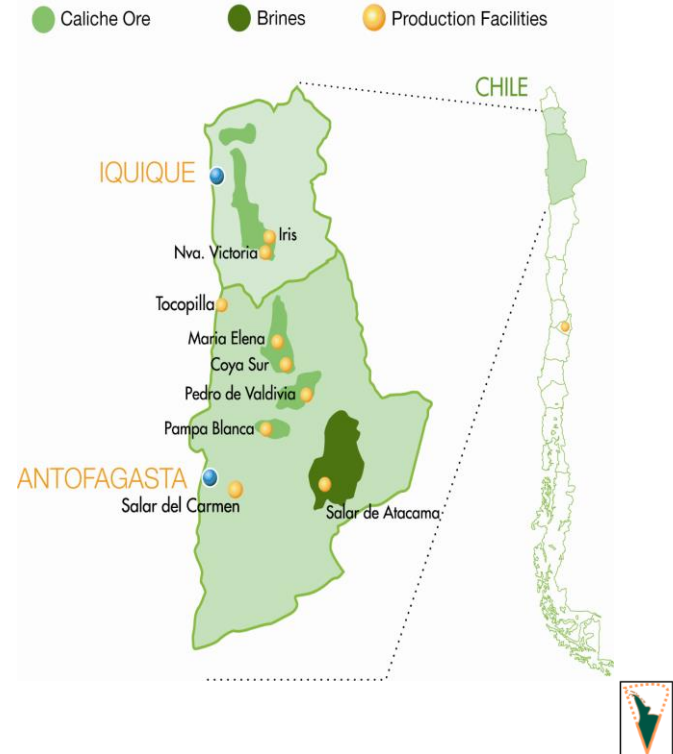 Caliche Ore
Brines
Production Facilities
CHILE
IQUIQUE
Iris
Nva. Victoria
Tocopilla
Maria Elena
Coya Sur
Pedro de Valdivia
Pampa Blanca
ANTOFAGASTA
Salar del Carmen
Salar de Atacama